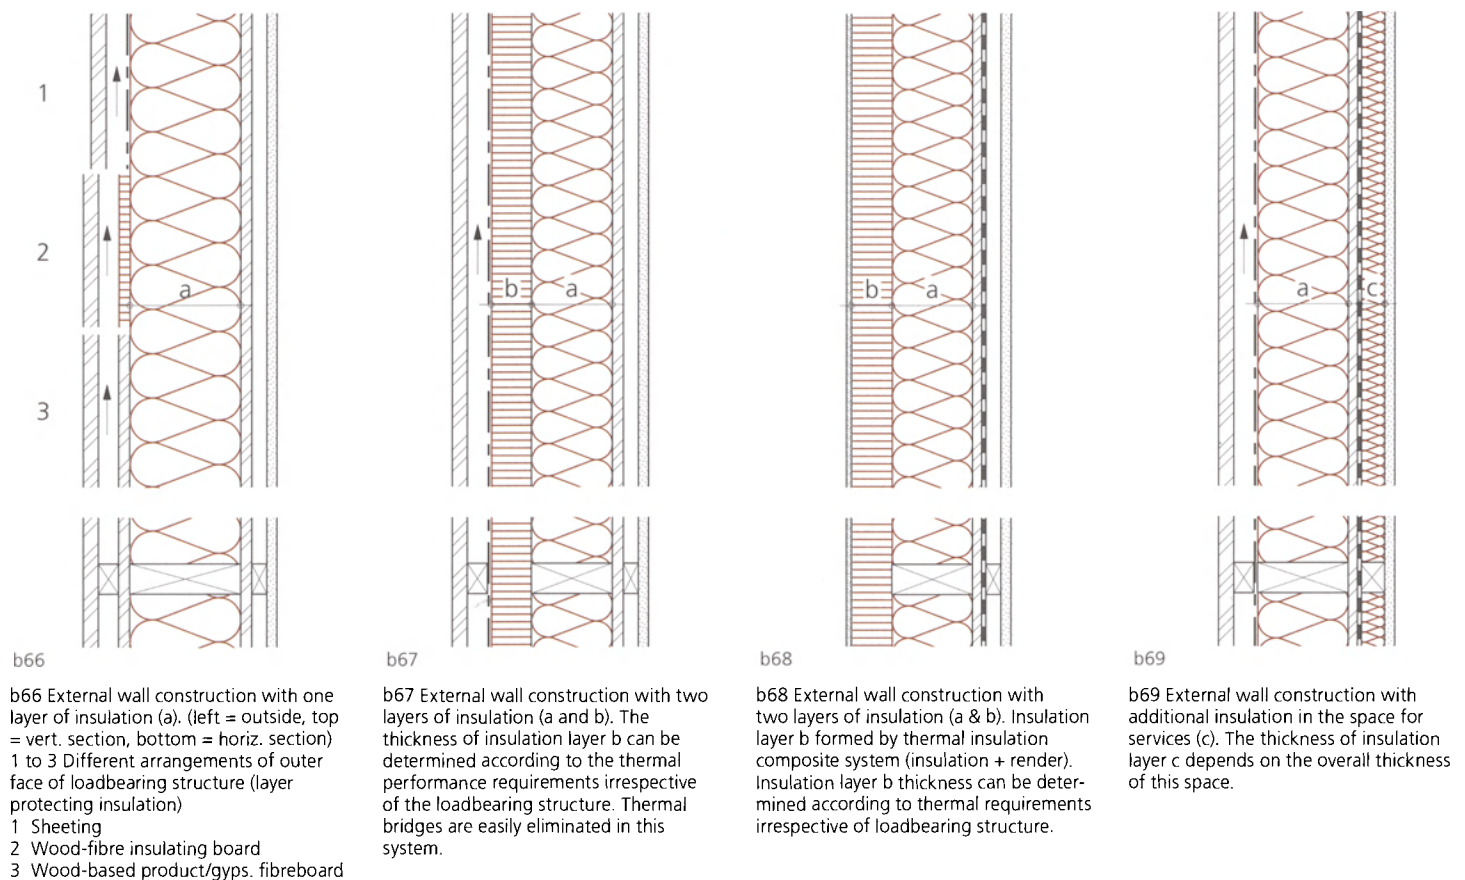 1
2
3
a
b
a
b
a
a
c
b66
b66 External wall construction with one
layer of insulation (a). (left = outside, top
= vert. section, bottom = horiz. section)
1 to 3 Different arrangements of outer
face of loadbearing structure (layer
protecting insulation)
1 Sheeting
2 Wood-fibre insulating board
3 Wood-based product/gyps. fibreboard
b67
b67 External wall construction with two
layers of insulation (a and b). The
thickness of insulation layer b can be
determined according to the thermal
performance requirements irrespective
of the loadbearing structure. Thermal
bridges are easily eliminated in this
system.
b68
b68 External wall construction with
two layers of insulation (a & b). Insulation
layer b formed by thermal insulation
composite system (insulation + render).
Insulation layer b thickness can be deter-
mined according to thermal requirements
irrespective of loadbearing structure.
b69
b69 External wall construction with
additional insulation in the space for
services (c). The thickness of insulation
layer c depends on the overall thickness
of this space.